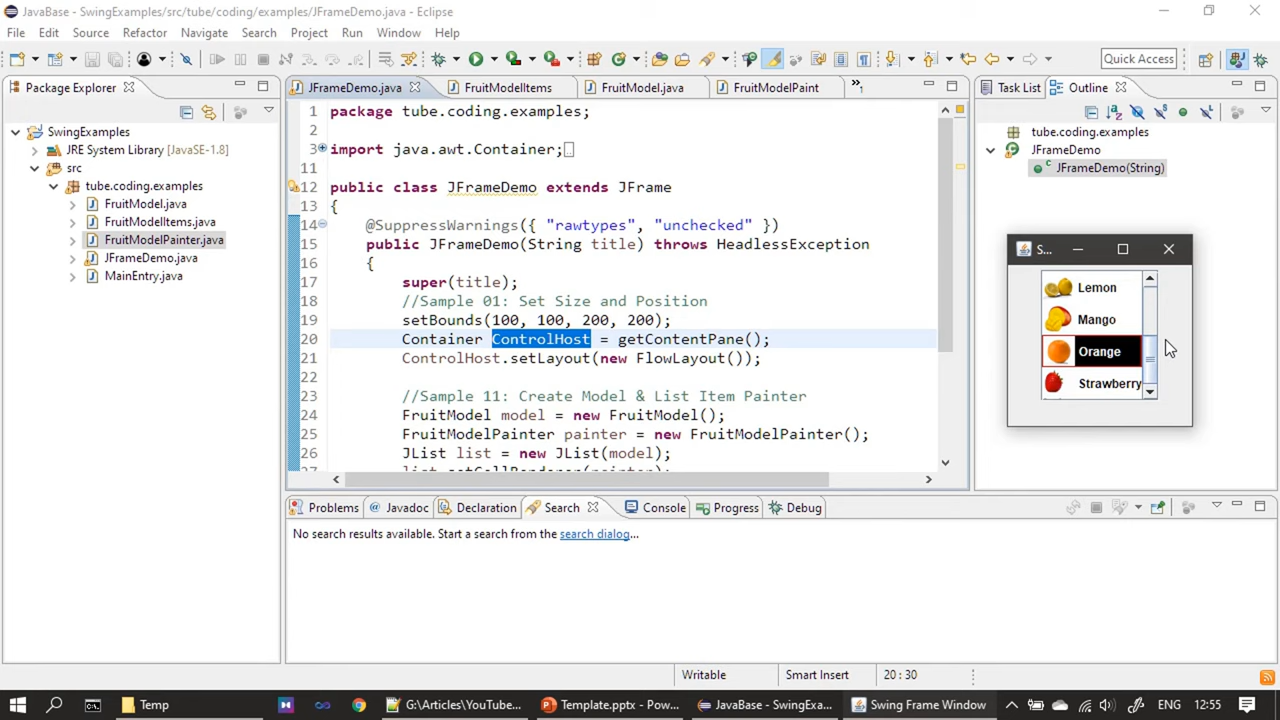 JavaBase - SwingExamples/src/tube/coding/examples/JFrameDemo.java - Eclipse
File Edit Source Refactor Navigate Search Project Run Window Help
Quick Access
Package Explorer
SwingExamples
JRE System Library [JavaSE-1.8]
src
tube.coding.examples
FruitModel.java
FruitModelItems.java
FruitModelPainter.java
JFrameDemo.java
MainEntry.java
JFrameDemo.java FruitModelItems FruitModel.java FruitModelPaint
1 package tube.coding.examples;
2
3 import java.awt.Container;
11
12 public class JFrameDemo extends JFrame
13 {
14 @SuppressWarnings({ "rawtypes", "unchecked" })
15 public JFrameDemo(String title) throws HeadlessException
16 {
17 super(title);
18 //Sample 01: Set Size and Position
19 setBounds(100, 100, 200, 200);
20 Container ControlHost = getContentPane();
21 ControlHost.setLayout(new FlowLayout());
22
23 //Sample 11: Create Model & List Item Painter
24 FruitModel model = new FruitModel();
25 FruitModelPainter painter = new FruitModelPainter();
26 JList list = new JList(model);
27 list.setCellRenderer(painter);
Task List Outline
tube.coding.examples
JFrameDemo
JFrameDemo(String)
S...
Lemon
Mango
Orange
Strawberry
Problems Javadoc Declaration Search Console Progress Debug
No search results available. Start a search from the search dialog...
Writable Smart Insert 20 : 30
Temp G:\Articles\YouTube... Template.pptx - Pow... JavaBase - SwingExa... Swing Frame Window ENG 12:55